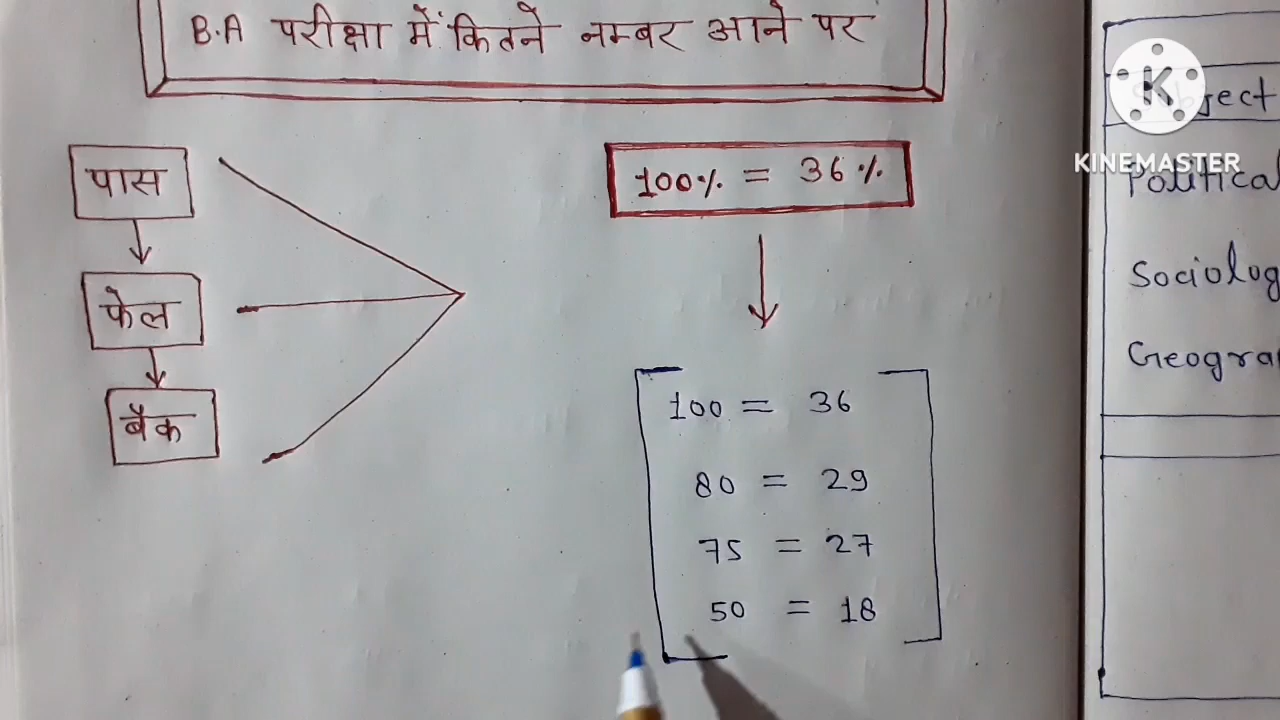 B.A परीक्षा में कितने नम्बर आने पर
पास
फेल
बैक
100% = 36%
100 = 36
80 = 29
75 = 27
50 = 18
KINEMASTER
Political
Sociolog
Geogra